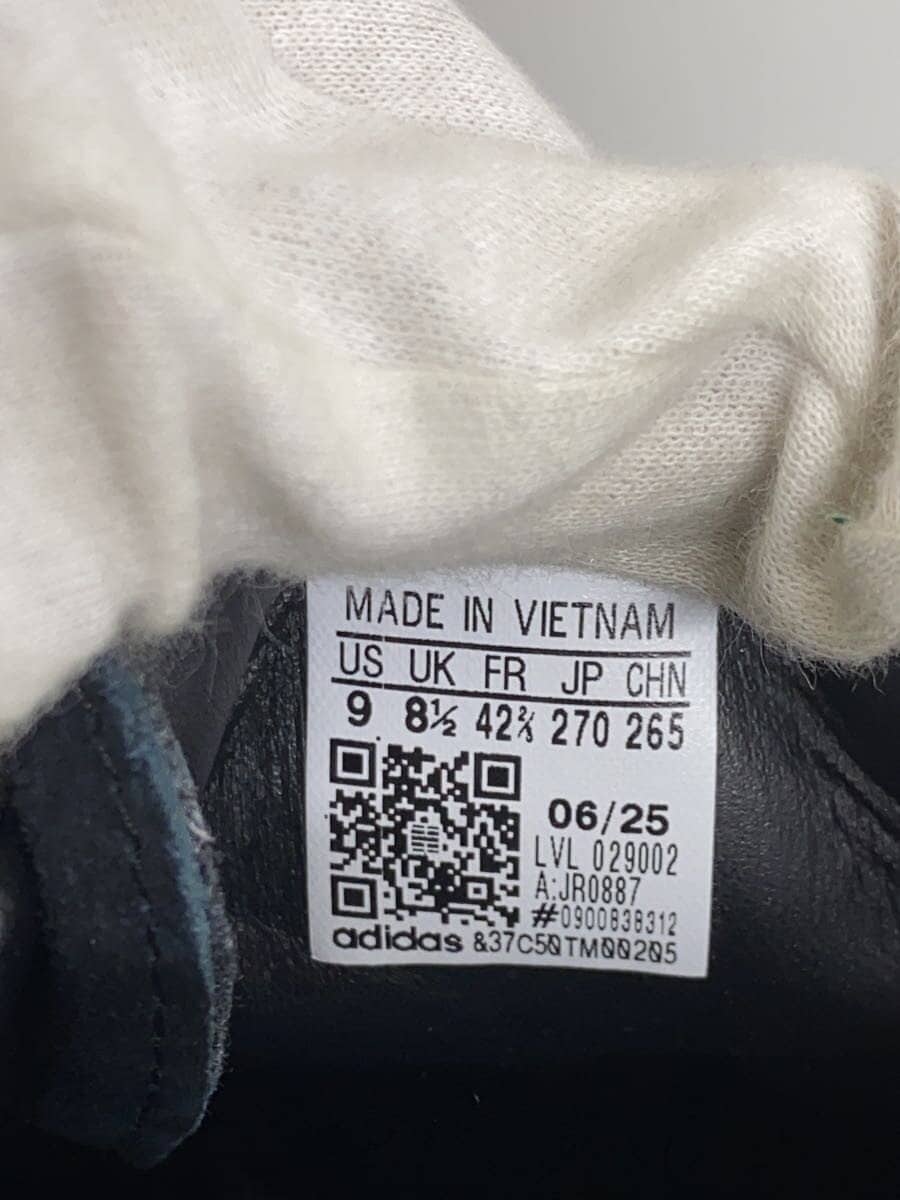 MADE IN VIETNAM
US UK FR JP CHN
9 8½ 42⅔ 270 265
06/25
LVL 029002
A:JR0887
#0900838312
adidas &37C50TM00205